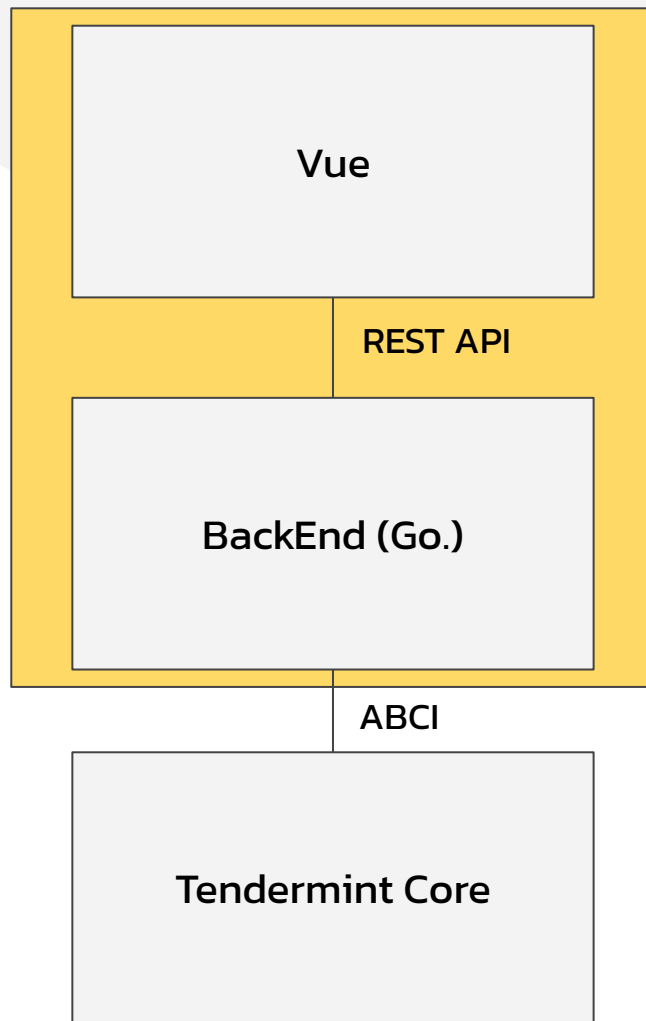 Vue
REST API
BackEnd (Go.)
ABCI
Tendermint Core